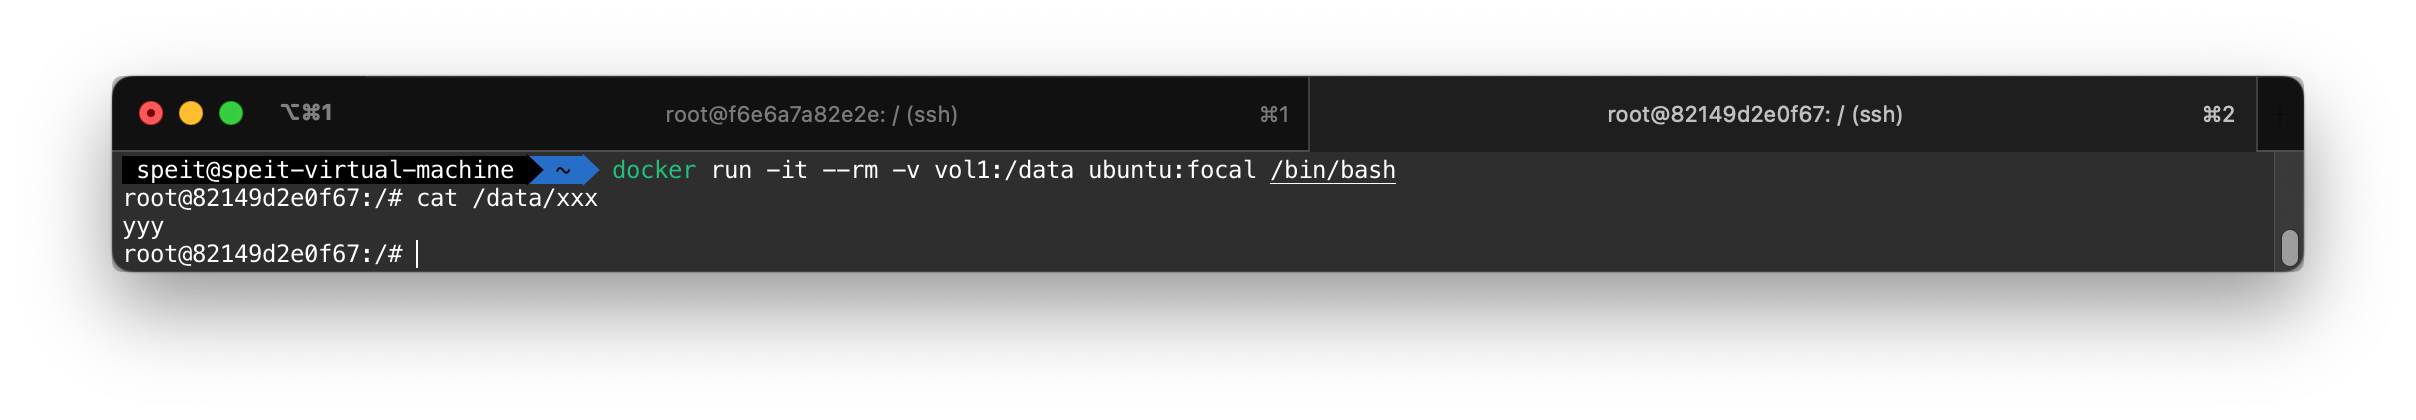 ⌥⌘1 root@f6e6a7a82e2e: / (ssh) ⌘1 root@82149d2e0f67: / (ssh) ⌘2
speit@speit-virtual-machine ~ docker run -it --rm -v vol1:/data ubuntu:focal /bin/bash
root@82149d2e0f67:/# cat /data/xxx
yyy
root@82149d2e0f67:/#